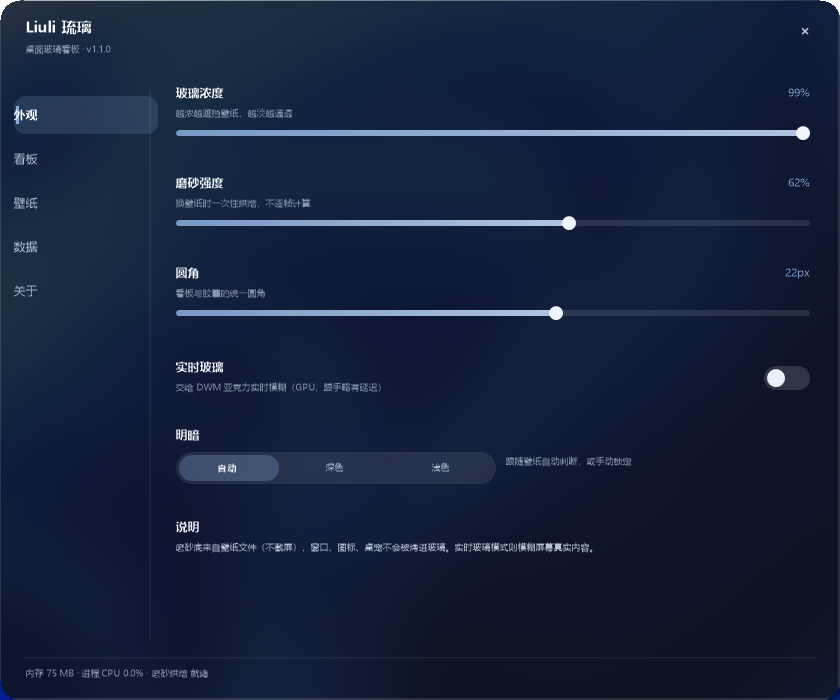 Liuli 琉璃
×
桌面玻璃看板 · v1.1.0
外观
看板
壁纸
数据
关于
玻璃浓度
99%
越浓越遮挡壁纸，越淡越通透
磨砂强度
62%
换壁纸时一次性烘焙，不逐帧计算
圆角
22px
看板与胶囊的统一圆角
实时玻璃
交给 DWM 亚克力实时模糊（GPU，跟手略有延迟）
明暗
自动
深色
浅色
跟随壁纸自动判断，或手动锁定
说明
磨砂底来自壁纸文件（不截屏），窗口、图标、桌宠不会被烤进玻璃。实时玻璃模式则模糊屏幕真实内容。
内存 75 MB · 进程 CPU 0.0% · 磨砂烘焙 就绪